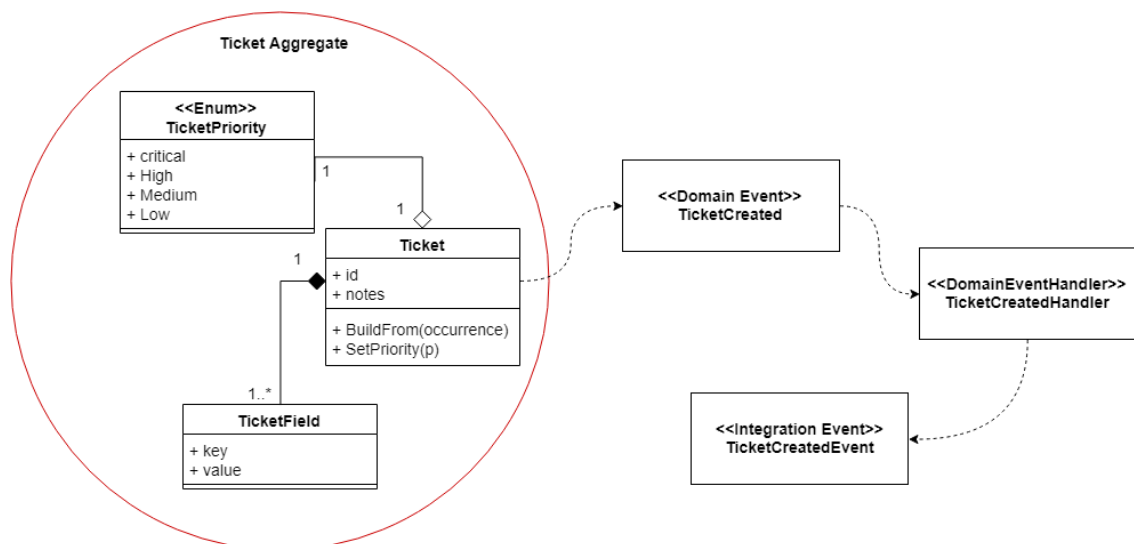 Ticket Aggregate
<<Enum>>
TicketPriority
+ critical
+ High
+ Medium
+ Low
1
1
Ticket
+ id
+ notes
+ BuildFrom(occurrence)
+ SetPriority(p)
1
1..*
TicketField
+ key
+ value
<<Domain Event>>
TicketCreated
<<DomainEventHandler>>
TicketCreatedHandler
<<Integration Event>>
TicketCreatedEvent